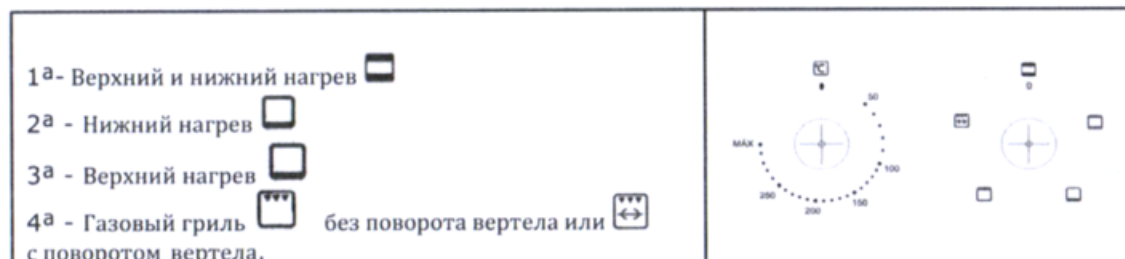 1ª- Верхний и нижний нагрев
2ª - Нижний нагрев
3ª - Верхний нагрев
4ª - Газовый гриль без поворота вертела или
с поворотом вертела.
°C
50
100
150
200
250
MÁX
0